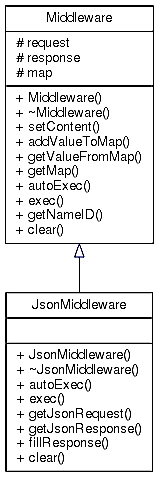 Middleware
# request
# response
# map
+ Middleware()
+ ~Middleware()
+ setContent()
+ addValueToMap()
+ getValueFromMap()
+ getMap()
+ autoExec()
+ exec()
+ getNameID()
+ clear()
JsonMiddleware
+ JsonMiddleware()
+ ~JsonMiddleware()
+ autoExec()
+ exec()
+ getJsonRequest()
+ getJsonResponse()
+ fillResponse()
+ clear()